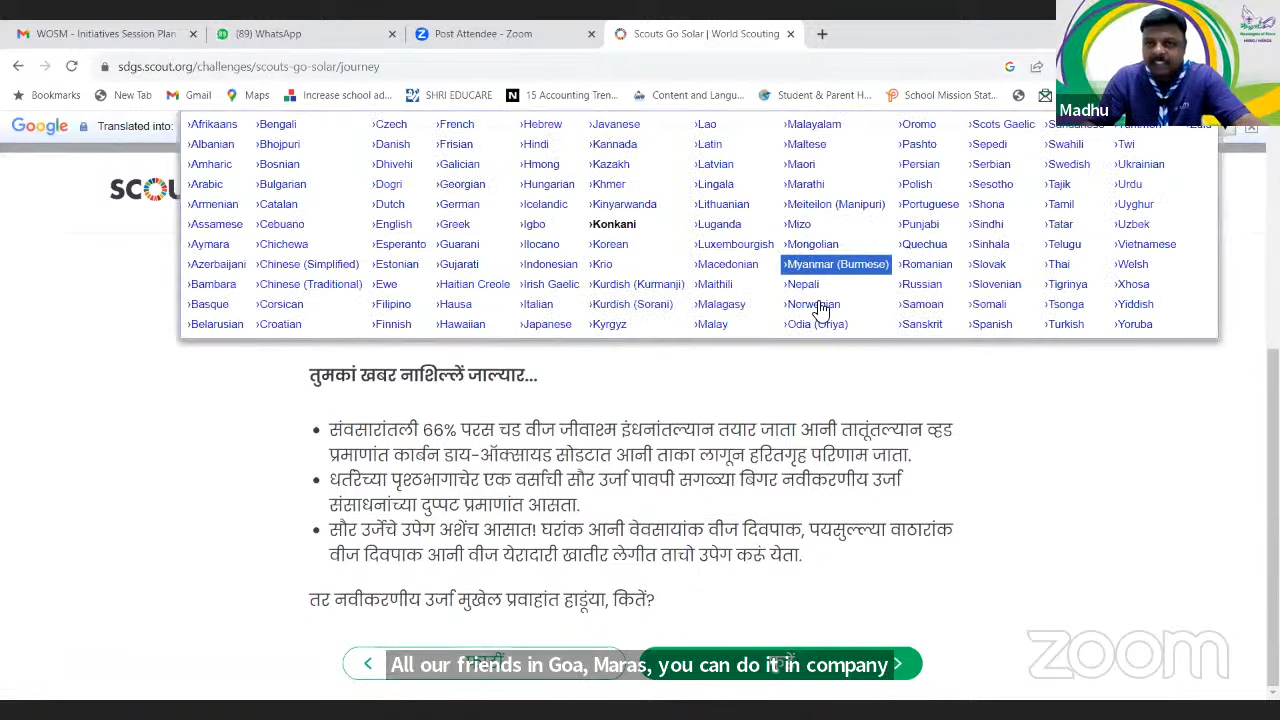 WOSM - Initiatives Session Plan
(89) WhatsApp
Post Attendee - Zoom
Scouts Go Solar | World Scouting
sdgs.scout.org/challenges/scouts-go-solar/journey
Bookmarks
New Tab
Gmail
Maps
Increase school ad...
SHRI EDUCARE
15 Accounting Tren...
Content and Langu...
Student & Parent H...
School Mission Stat...
Madhu
Google
Translated into:
›Afrikaans ›Bengali ›Czech ›French ›Hebrew ›Javanese ›Lao ›Malayalam ›Oromo ›Scots Gaelic
›Albanian ›Bhojpuri ›Danish ›Frisian ›Hindi ›Kannada ›Latin ›Maltese ›Pashto ›Sepedi ›Swahili ›Twi
›Amharic ›Bosnian ›Dhivehi ›Galician ›Hmong ›Kazakh ›Latvian ›Maori ›Persian ›Serbian ›Swedish ›Ukrainian
›Arabic ›Bulgarian ›Dogri ›Georgian ›Hungarian ›Khmer ›Lingala ›Marathi ›Polish ›Sesotho ›Tajik ›Urdu
›Armenian ›Catalan ›Dutch ›German ›Icelandic ›Kinyarwanda ›Lithuanian ›Meiteilon (Manipuri) ›Portuguese ›Shona ›Tamil ›Uyghur
›Assamese ›Cebuano ›English ›Greek ›Igbo ›Konkani ›Luganda ›Mizo ›Punjabi ›Sindhi ›Tatar ›Uzbek
›Aymara ›Chichewa ›Esperanto ›Guarani ›Ilocano ›Korean ›Luxembourgish ›Mongolian ›Quechua ›Sinhala ›Telugu ›Vietnamese
›Azerbaijani ›Chinese (Simplified) ›Estonian ›Gujarati ›Indonesian ›Krio ›Macedonian ›Myanmar (Burmese) ›Romanian ›Slovak ›Thai ›Welsh
›Bambara ›Chinese (Traditional) ›Ewe ›Haitian Creole ›Irish Gaelic ›Kurdish (Kurmanji) ›Maithili ›Nepali ›Russian ›Slovenian ›Tigrinya ›Xhosa
›Basque ›Corsican ›Filipino ›Hausa ›Italian ›Kurdish (Sorani) ›Malagasy ›Norwegian ›Samoan ›Somali ›Tsonga ›Yiddish
›Belarusian ›Croatian ›Finnish ›Hawaiian ›Japanese ›Kyrgyz ›Malay ›Odia (Oriya) ›Sanskrit ›Spanish ›Turkish ›Yoruba
तुमकां खबर नाशिल्लें जाल्यार...
संवसारांतली 66% परस चड वीज जीवाश्म इंधनांतल्यान तयार जाता आनी तातूंतल्यान व्हड
प्रमाणांत कार्बन डाय-ऑक्सायड सोडटात आनी ताका लागून हरितगृह परिणाम जाता.
धर्तरेच्या पृश्ठभागाचेर एक वर्साची सौर उर्जा पावपी सगळ्या बिगर नवीकरणीय उर्जा
संसाधनांच्या दुप्पट प्रमाणांत आसता.
सौर उर्जेचे उपेग अशेंच आसात! घरांक आनी वेवसायांक वीज दिवपाक, पयसुल्ल्या वाठारांक
वीज दिवपाक आनी वीज येरादारी खातीर लेगीत ताचो उपेग करूं येता.
तर नवीकरणीय उर्जा मुखेल प्रवाहांत हाडूंया, कितें?
All our friends in Goa, Maras, you can do it in company
zoom